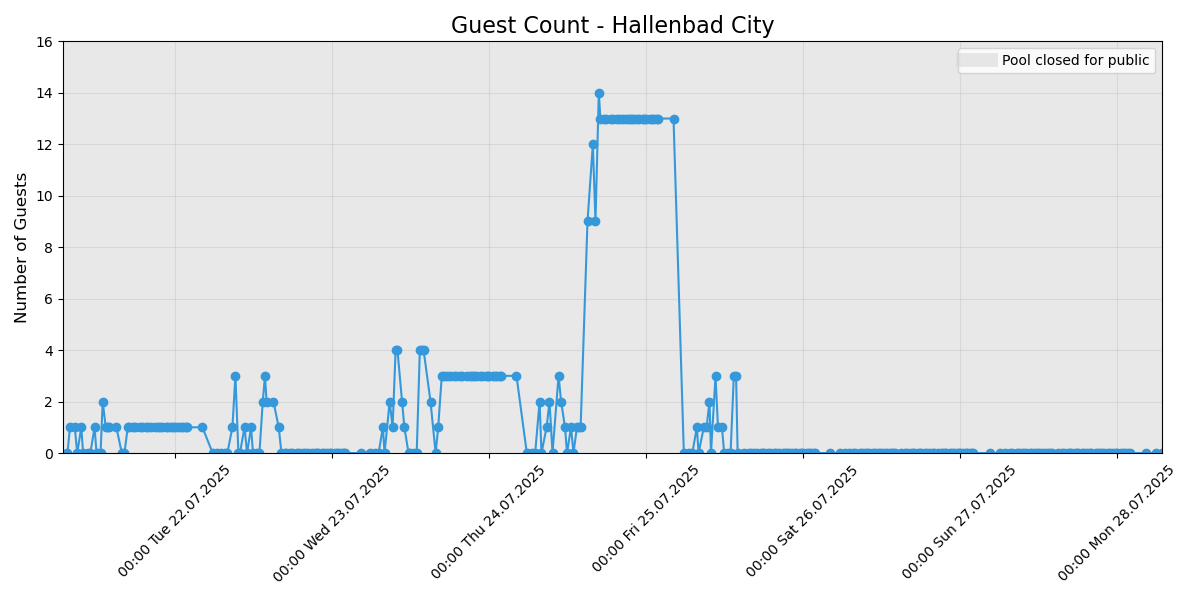 Guest Count - Hallenbad City
Pool closed for public
Number of Guests
16
14
12
10
8
6
4
2
0
00:00 Tue 22.07.2025
00:00 Wed 23.07.2025
00:00 Thu 24.07.2025
00:00 Fri 25.07.2025
00:00 Sat 26.07.2025
00:00 Sun 27.07.2025
00:00 Mon 28.07.2025